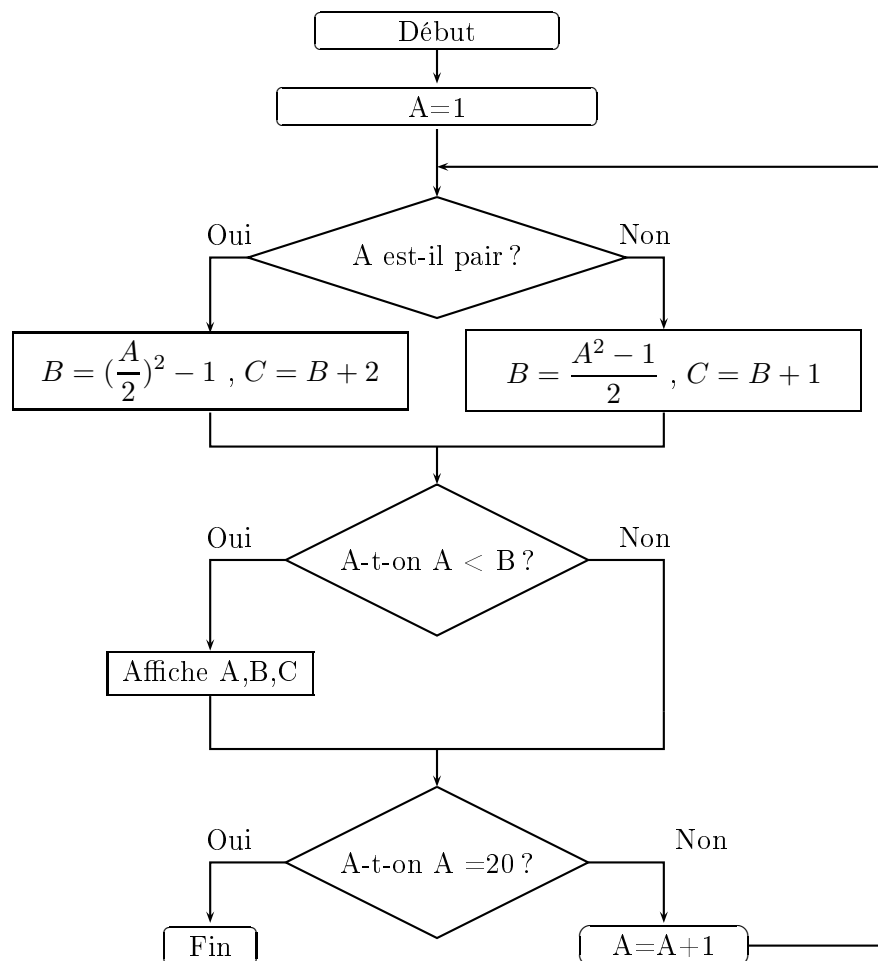 Début
A=1
Oui
Non
A est-il pair ?
B = (A/2)² − 1 , C = B + 2
B = (A² − 1)/2 , C = B + 1
Oui
Non
A-t-on A < B ?
Affiche A,B,C
Oui
Non
A-t-on A =20 ?
Fin
A=A+1